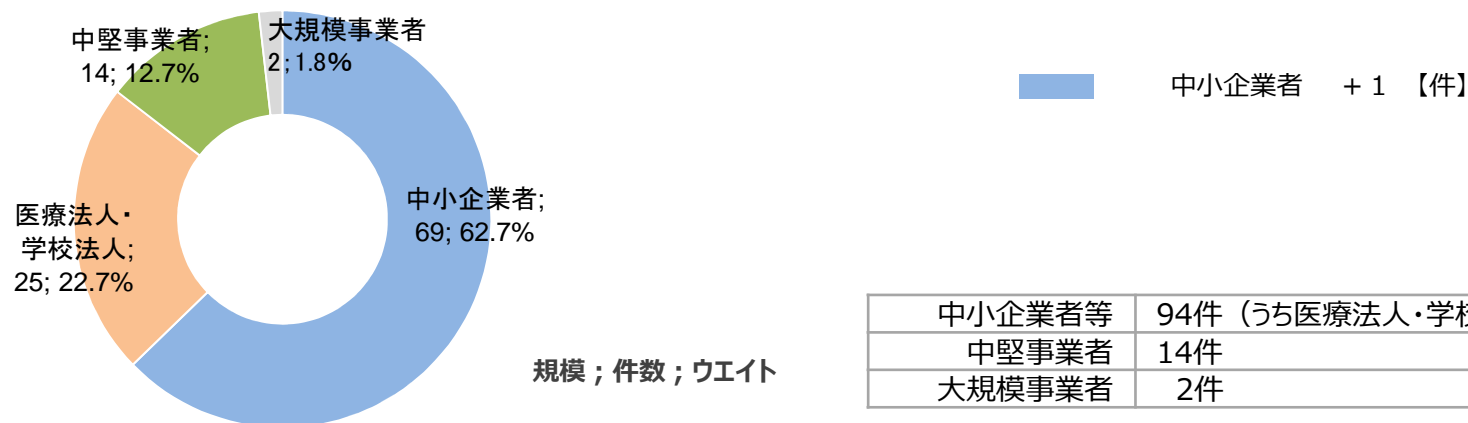 大規模事業者
2; 1.8%
中堅事業者;
14; 12.7%
中小企業者;
69; 62.7%
医療法人・
学校法人;
25; 22.7%
規模 ; 件数 ; ウエイト
中小企業者 + 1 【件】
中小企業者等 94件（うち医療法人・学校
中堅事業者 14件
大規模事業者 2件